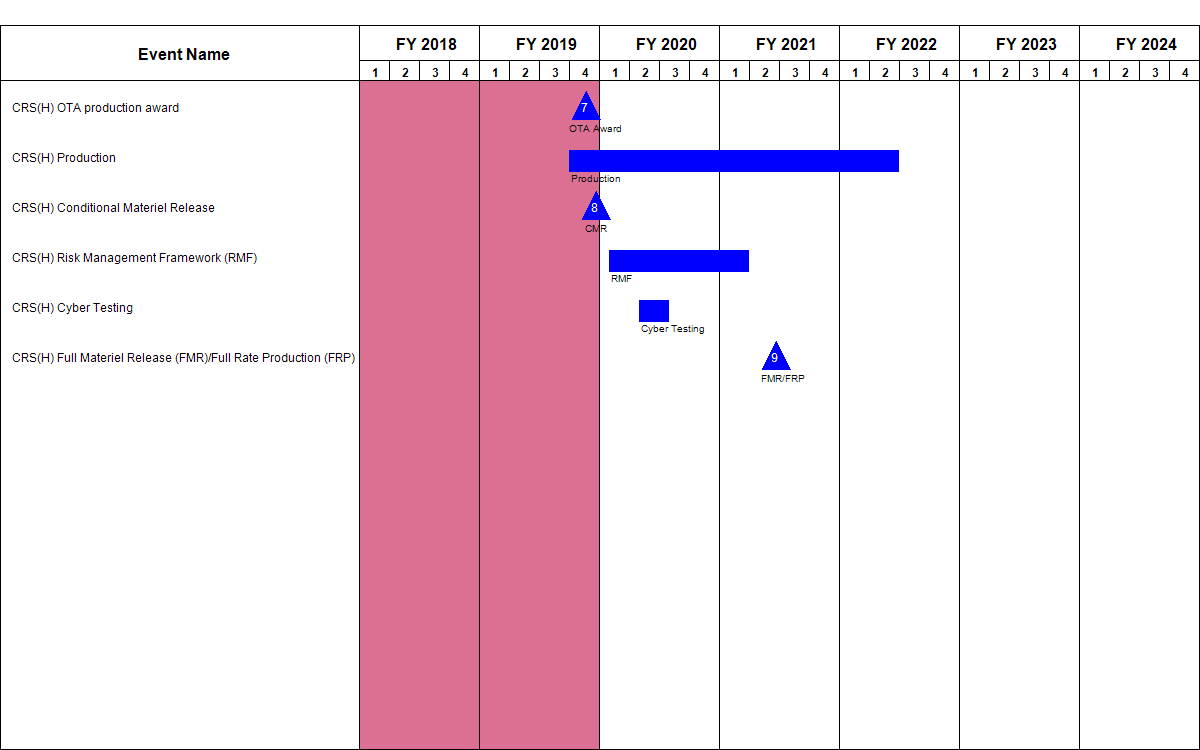 Event Name
FY 2018 FY 2019 FY 2020 FY 2021 FY 2022 FY 2023 FY 2024
1 2 3 4 1 2 3 4 1 2 3 4 1 2 3 4 1 2 3 4 1 2 3 4 1 2 3 4
CRS(H) OTA production award
7
OTA Award
CRS(H) Production
Production
CRS(H) Conditional Materiel Release
8
CMR
CRS(H) Risk Management Framework (RMF)
RMF
CRS(H) Cyber Testing
Cyber Testing
CRS(H) Full Materiel Release (FMR)/Full Rate Production (FRP)
9
FMR/FRP